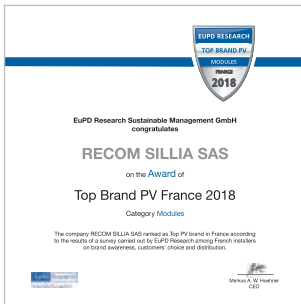 EUPD RESEARCH
TOP BRAND PV
MODULES
FRANCE
2018
EuPD Research Sustainable Management GmbH
congratulates
RECOM SILLIA SAS
on the Award of
Top Brand PV France 2018
Category Modules
The company RECOM SILLIA SAS ranked as Top PV brand in France according
to the results of a survey carried out by EuPD Research among French installers
on brand awareness, customers' choice and distribution.
Markus A. W. Hoehner
CEO